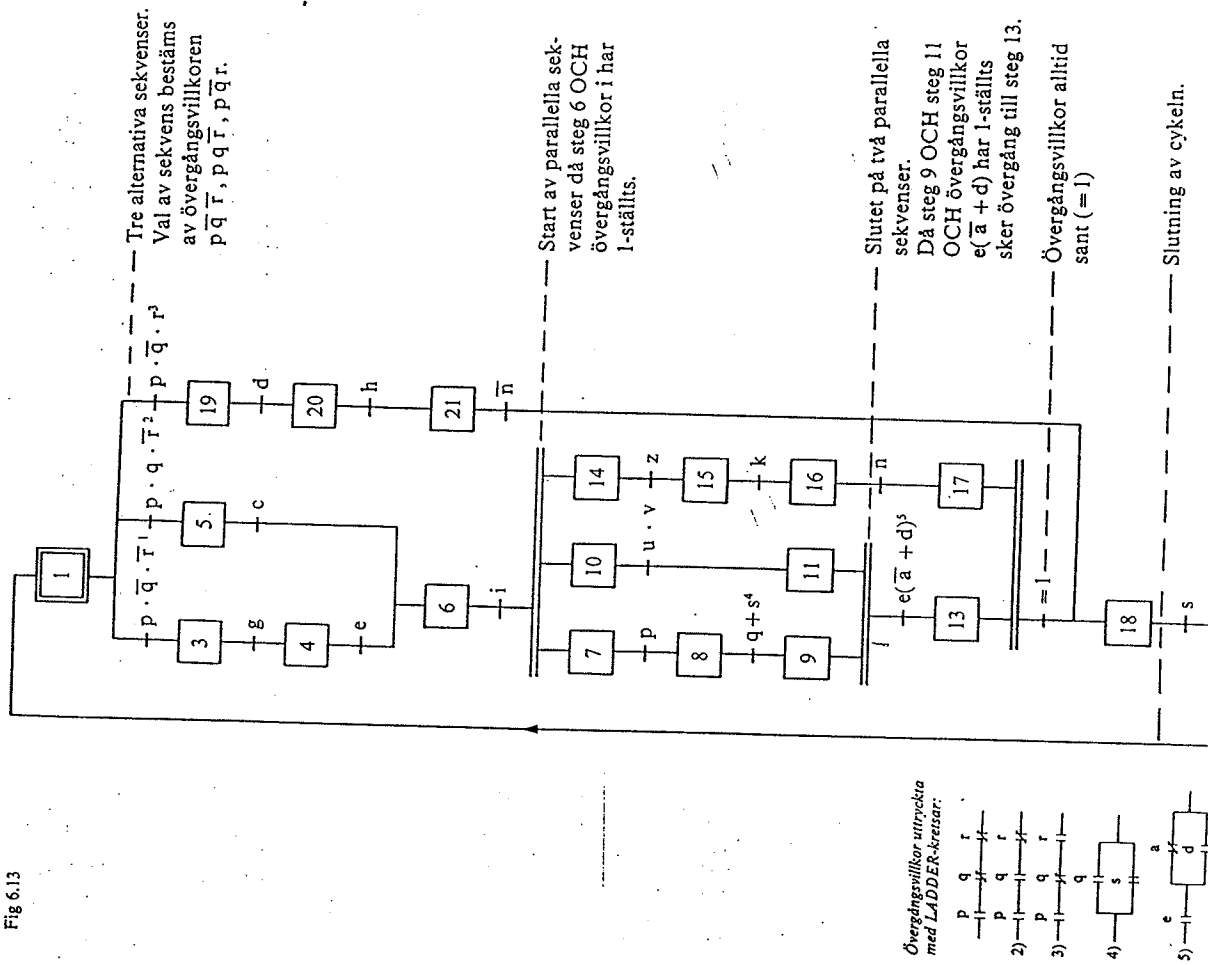 Fig 6.13
1
p · q̅ · r̅ ¹
p · q · r̅ ²
p · q̅ · r³
Tre alternativa sekvenser.
Val av sekvens bestäms
av övergångsvillkoren
p q̅ r̅, p q r̅, p q̅ r.
3
5.
19
g
c
d
4
20
e
h
6
21
i
n̅
Start av parallella sek-
venser då steg 6 OCH
övergångsvillkor i har
1-ställts.
7
10
14
p
u · v
z
8
15
q + s⁴
k
9
11
16
n
Slutet på två parallella
sekvenser.
Då steg 9 OCH steg 11
OCH övergångsvillkor
e(a̅ + d) har 1-ställts
sker övergång till steg 13.
e(a̅ + d)⁵
13
17
=1
Övergångsvillkor alltid
sant (=1)
18
s
Slutning av cykeln.
Övergångsvillkor uttryckta
med LADDER-kretsar:
p q r
2) p q r
3) p q r
4) q
s
5) e a
d